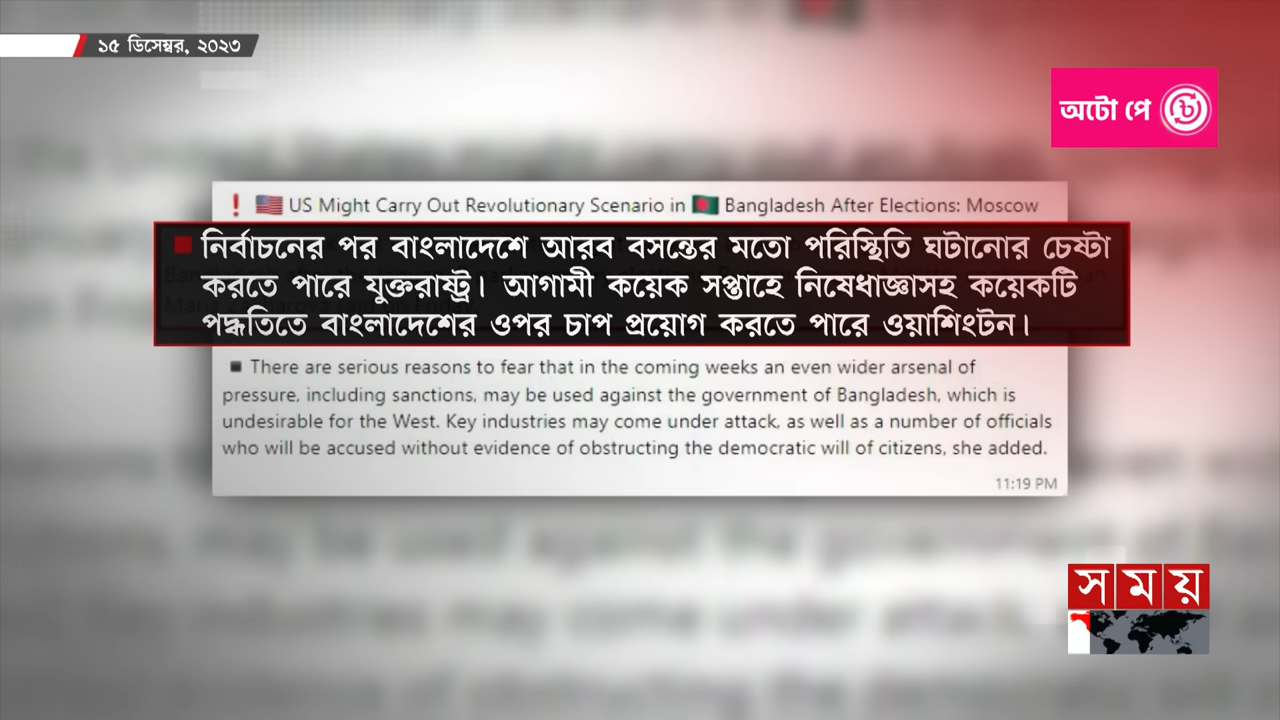 ১৫ ডিসেম্বর, ২০২৩
অটো পে
❗ 🇺🇸 US Might Carry Out Revolutionary Scenario in 🇧🇩 Bangladesh After Elections: Moscow
নির্বাচনের পর বাংলাদেশে আরব বসন্তের মতো পরিস্থিতি ঘটানোর চেষ্টা
করতে পারে যুক্তরাষ্ট্র। আগামী কয়েক সপ্তাহে নিষেধাজ্ঞাসহ কয়েকটি
পদ্ধতিতে বাংলাদেশের ওপর চাপ প্রয়োগ করতে পারে ওয়াশিংটন।
◾ There are serious reasons to fear that in the coming weeks an even wider arsenal of
pressure, including sanctions, may be used against the government of Bangladesh, which is
undesirable for the West. Key industries may come under attack, as well as a number of officials
who will be accused without evidence of obstructing the democratic will of citizens, she added.
11:19 PM
সময়